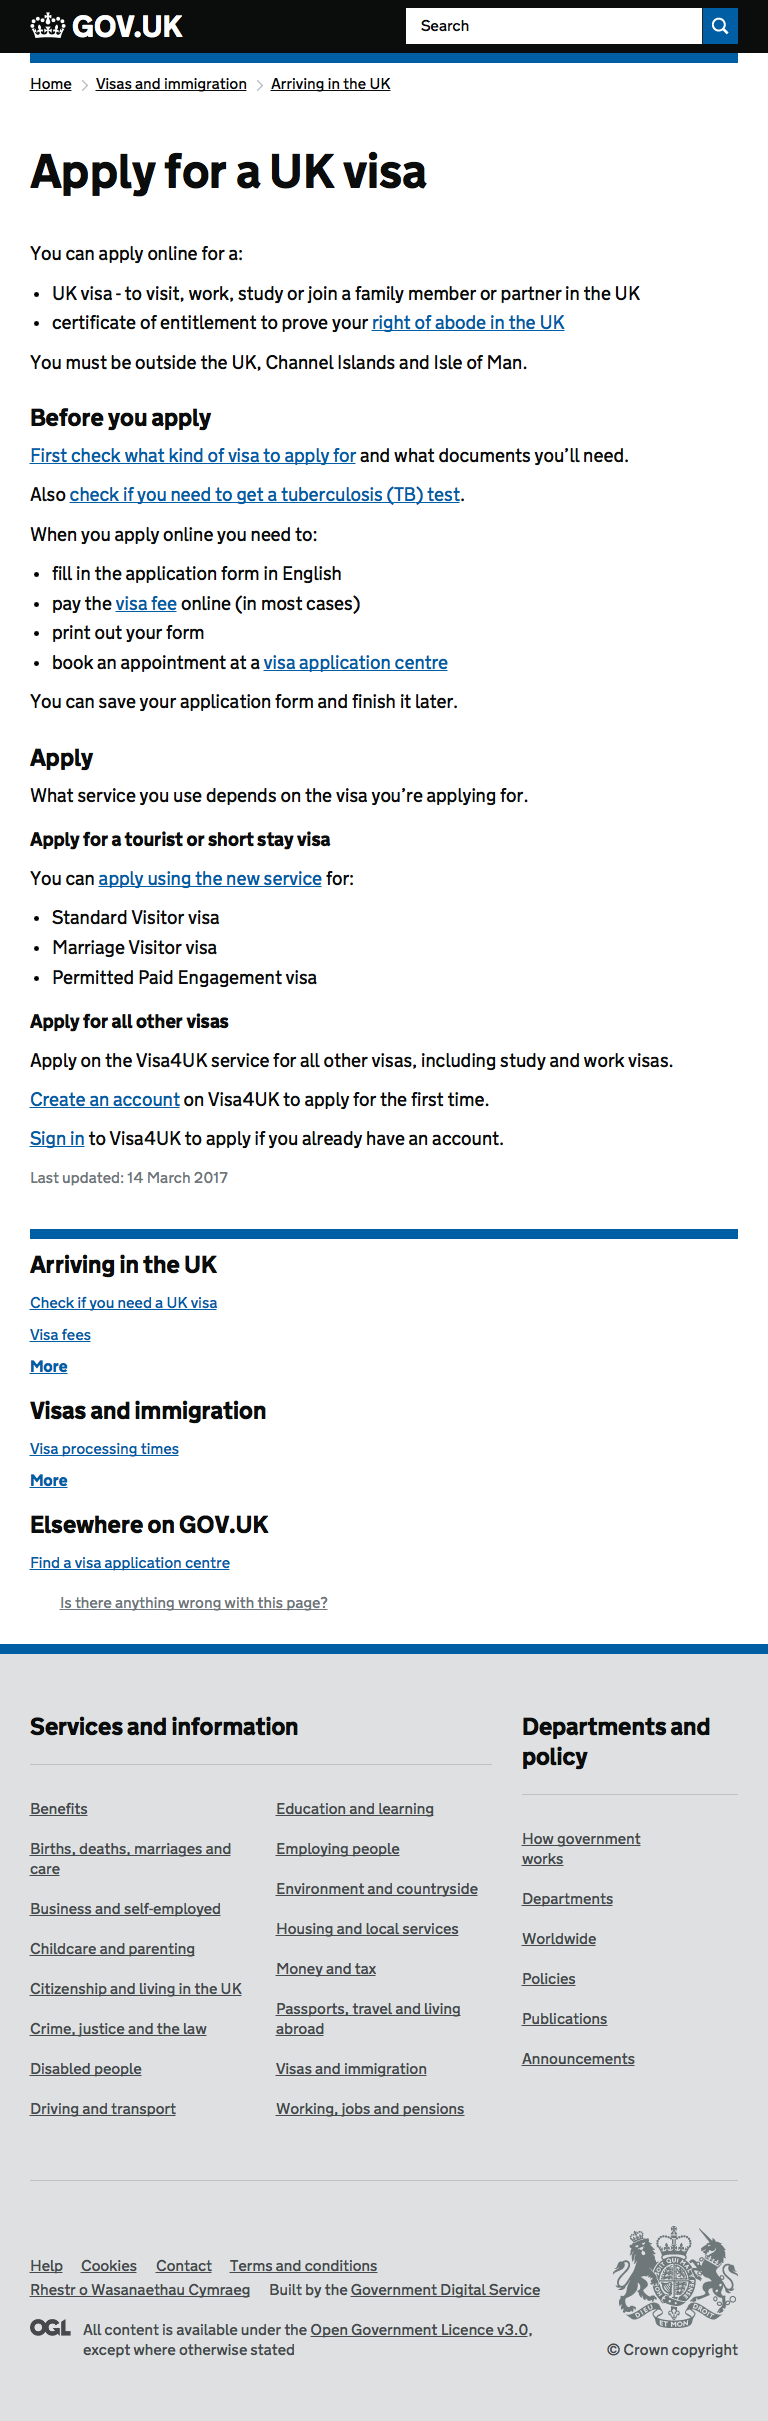 GOV.UK
Search
Home > Visas and immigration > Arriving in the UK
Apply for a UK visa
You can apply online for a:
• UK visa - to visit, work, study or join a family member or partner in the UK
• certificate of entitlement to prove your right of abode in the UK
You must be outside the UK, Channel Islands and Isle of Man.
Before you apply
First check what kind of visa to apply for and what documents you’ll need.
Also check if you need to get a tuberculosis (TB) test.
When you apply online you need to:
• fill in the application form in English
• pay the visa fee online (in most cases)
• print out your form
• book an appointment at a visa application centre
You can save your application form and finish it later.
Apply
What service you use depends on the visa you’re applying for.
Apply for a tourist or short stay visa
You can apply using the new service for:
• Standard Visitor visa
• Marriage Visitor visa
• Permitted Paid Engagement visa
Apply for all other visas
Apply on the Visa4UK service for all other visas, including study and work visas.
Create an account on Visa4UK to apply for the first time.
Sign in to Visa4UK to apply if you already have an account.
Last updated: 14 March 2017
Arriving in the UK
Check if you need a UK visa
Visa fees
More
Visas and immigration
Visa processing times
More
Elsewhere on GOV.UK
Find a visa application centre
Is there anything wrong with this page?
Services and information
Benefits
Births, deaths, marriages and
care
Business and self-employed
Childcare and parenting
Citizenship and living in the UK
Crime, justice and the law
Disabled people
Driving and transport
Education and learning
Employing people
Environment and countryside
Housing and local services
Money and tax
Passports, travel and living
abroad
Visas and immigration
Working, jobs and pensions
Departments and
policy
How government
works
Departments
Worldwide
Policies
Publications
Announcements
Help Cookies Contact Terms and conditions
Rhestr o Wasanaethau Cymraeg Built by the Government Digital Service
OGL All content is available under the Open Government Licence v3.0,
except where otherwise stated
DIEU ET MON DROIT
© Crown copyright